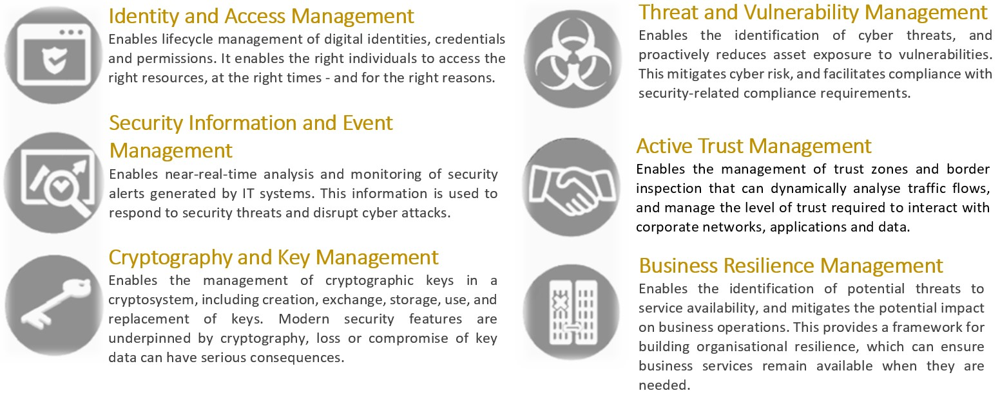 Identity and Access Management
Enables lifecycle management of digital identities, credentials
and permissions. It enables the right individuals to access the
right resources, at the right times - and for the right reasons.
Security Information and Event
Management
Enables near-real-time analysis and monitoring of security
alerts generated by IT systems. This information is used to
respond to security threats and disrupt cyber attacks.
Cryptography and Key Management
Enables the management of cryptographic keys in a
cryptosystem, including creation, exchange, storage, use, and
replacement of keys. Modern security features are
underpinned by cryptography, loss or compromise of key
data can have serious consequences.
Threat and Vulnerability Management
Enables the identification of cyber threats, and
proactively reduces asset exposure to vulnerabilities.
This mitigates cyber risk, and facilitates compliance with
security-related compliance requirements.
Active Trust Management
Enables the management of trust zones and border
inspection that can dynamically analyse traffic flows,
and manage the level of trust required to interact with
corporate networks, applications and data.
Business Resilience Management
Enables the identification of potential threats to
service availability, and mitigates the potential impact
on business operations. This provides a framework for
building organisational resilience, which can ensure
business services remain available when they are
needed.